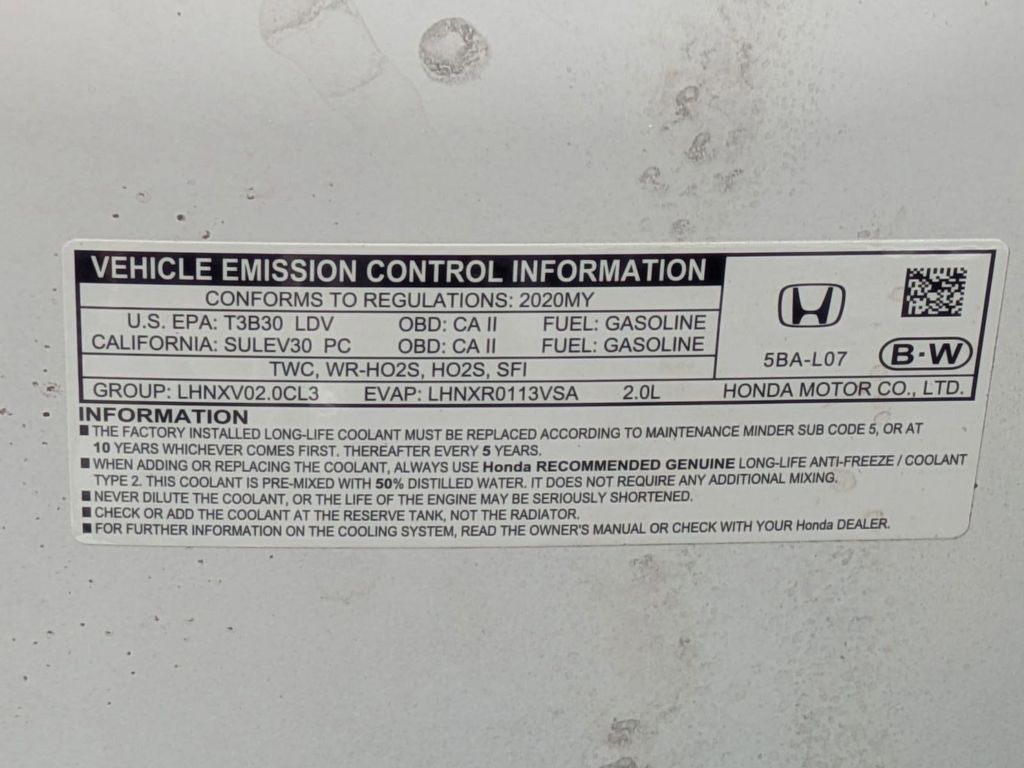 VEHICLE EMISSION CONTROL INFORMATION
CONFORMS TO REGULATIONS: 2020MY
U.S. EPA: T3B30 LDV OBD: CA II FUEL: GASOLINE
CALIFORNIA: SULEV30 PC OBD: CA II FUEL: GASOLINE
TWC, WR-HO2S, HO2S, SFI
5BA-L07 B·W
GROUP: LHNXV02.0CL3 EVAP: LHNXR0113VSA 2.0L HONDA MOTOR CO., LTD.
INFORMATION
■ THE FACTORY INSTALLED LONG-LIFE COOLANT MUST BE REPLACED ACCORDING TO MAINTENANCE MINDER SUB CODE 5, OR AT
10 YEARS WHICHEVER COMES FIRST. THEREAFTER EVERY 5 YEARS.
■ WHEN ADDING OR REPLACING THE COOLANT, ALWAYS USE Honda RECOMMENDED GENUINE LONG-LIFE ANTI-FREEZE / COOLANT
TYPE 2. THIS COOLANT IS PRE-MIXED WITH 50% DISTILLED WATER. IT DOES NOT REQUIRE ANY ADDITIONAL MIXING.
■ NEVER DILUTE THE COOLANT, OR THE LIFE OF THE ENGINE MAY BE SERIOUSLY SHORTENED.
■ CHECK OR ADD THE COOLANT AT THE RESERVE TANK, NOT THE RADIATOR.
■ FOR FURTHER INFORMATION ON THE COOLING SYSTEM, READ THE OWNER'S MANUAL OR CHECK WITH YOUR Honda DEALER.